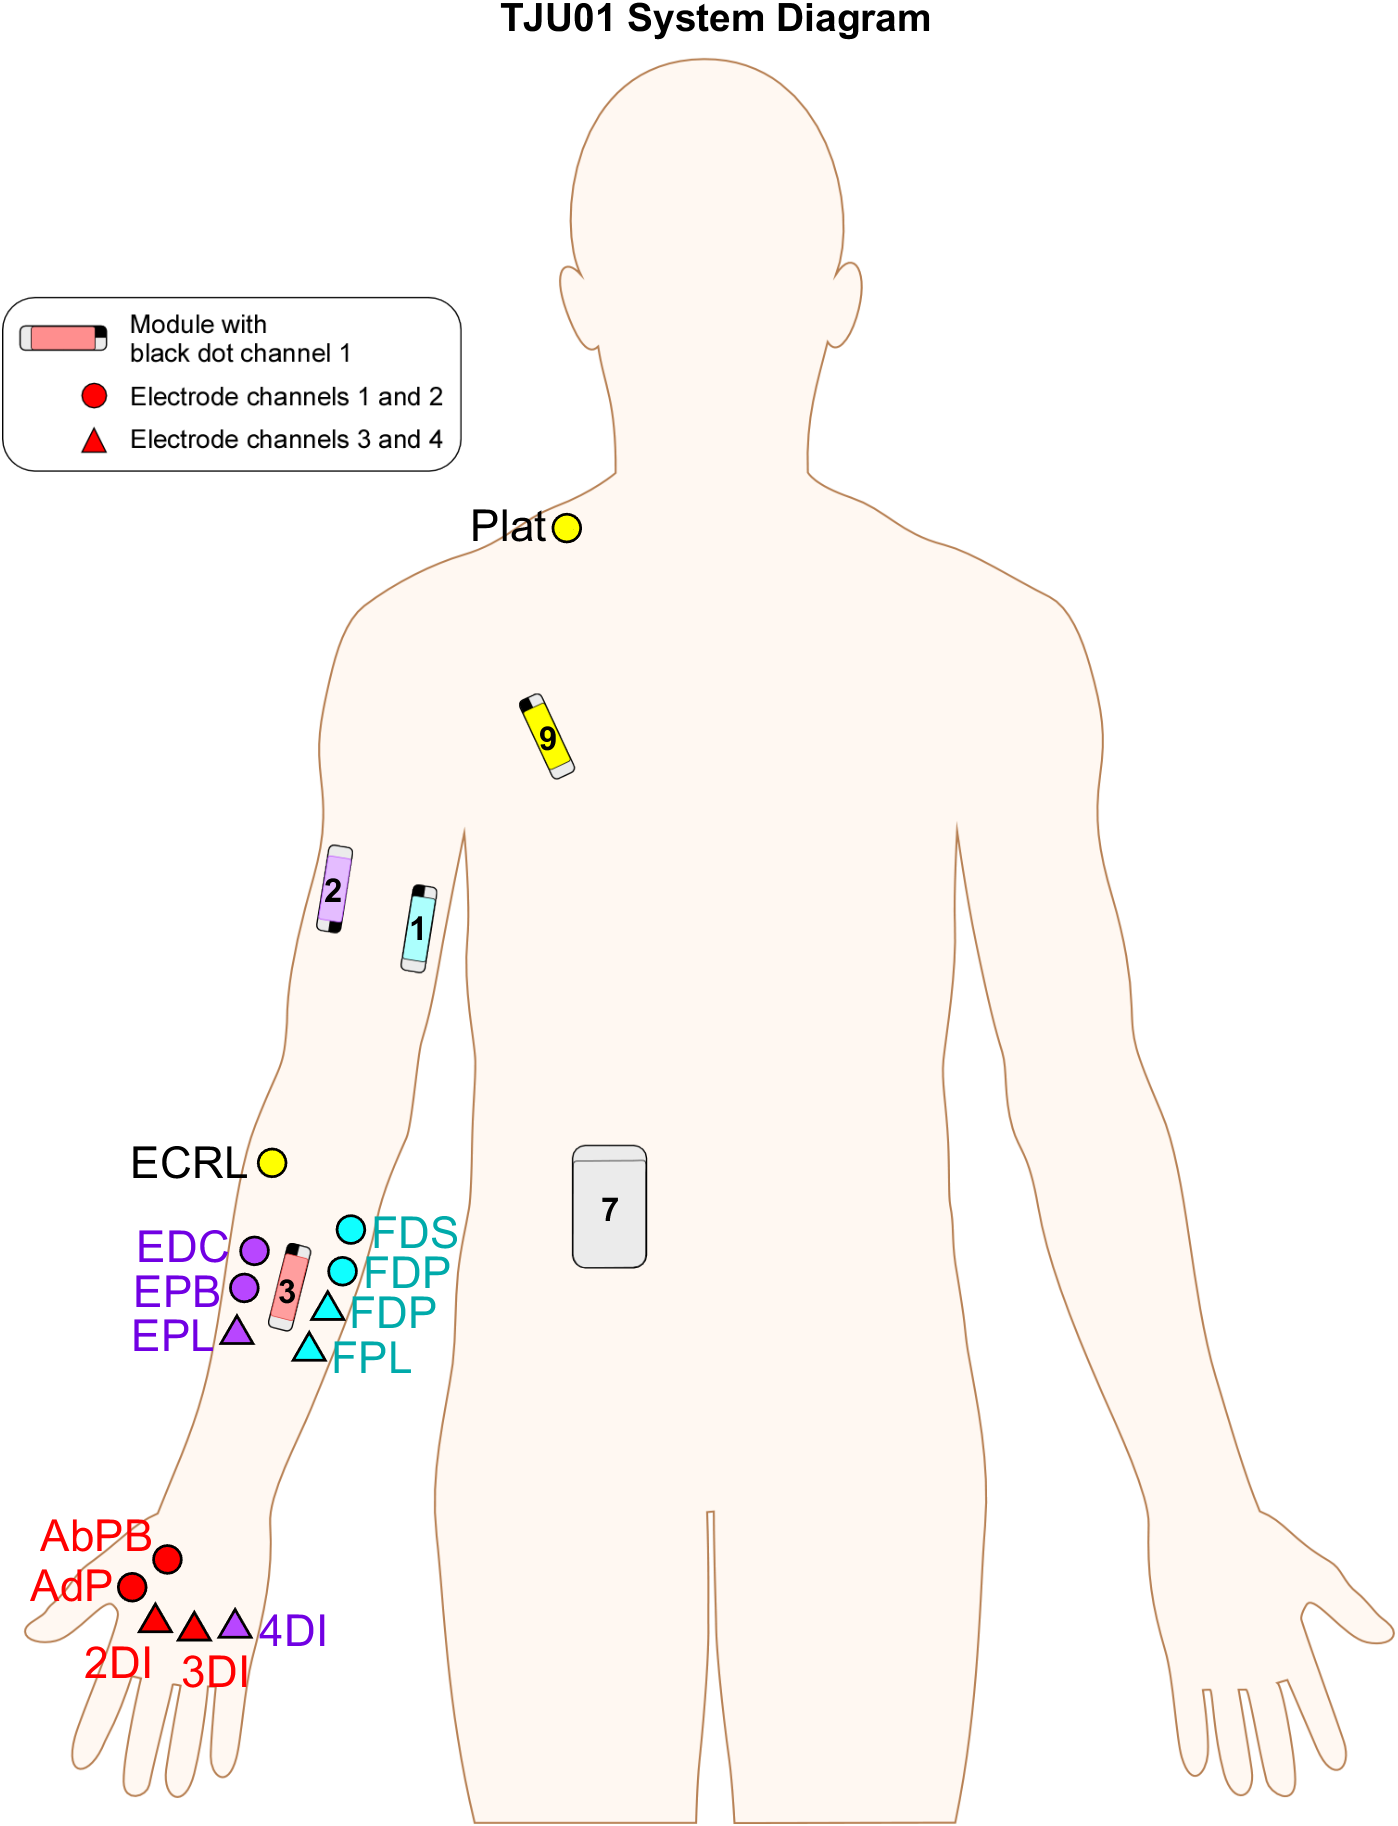 TJU01 System Diagram
Module with
black dot channel 1
Electrode channels 1 and 2
Electrode channels 3 and 4
Plat
9
2
1
ECRL
7
FDS
EDC
FDP
EPB
3
FDP
EPL
FPL
AbPB
AdP
4DI
2DI
3DI